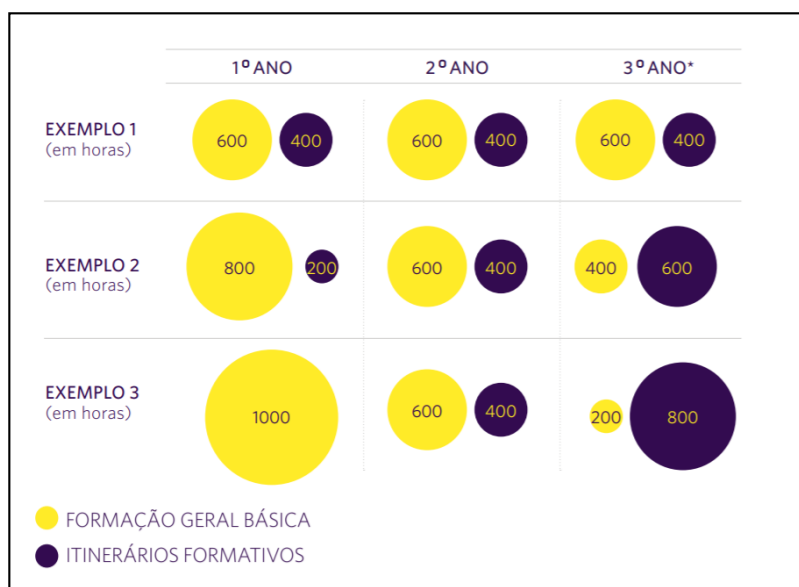 1º ANO 2º ANO 3º ANO*
EXEMPLO 1
(em horas)
600 400 600 400 600 400
EXEMPLO 2
(em horas)
800 200 600 400 400 600
EXEMPLO 3
(em horas)
1000 600 400 200 800
FORMAÇÃO GERAL BÁSICA
ITINERÁRIOS FORMATIVOS